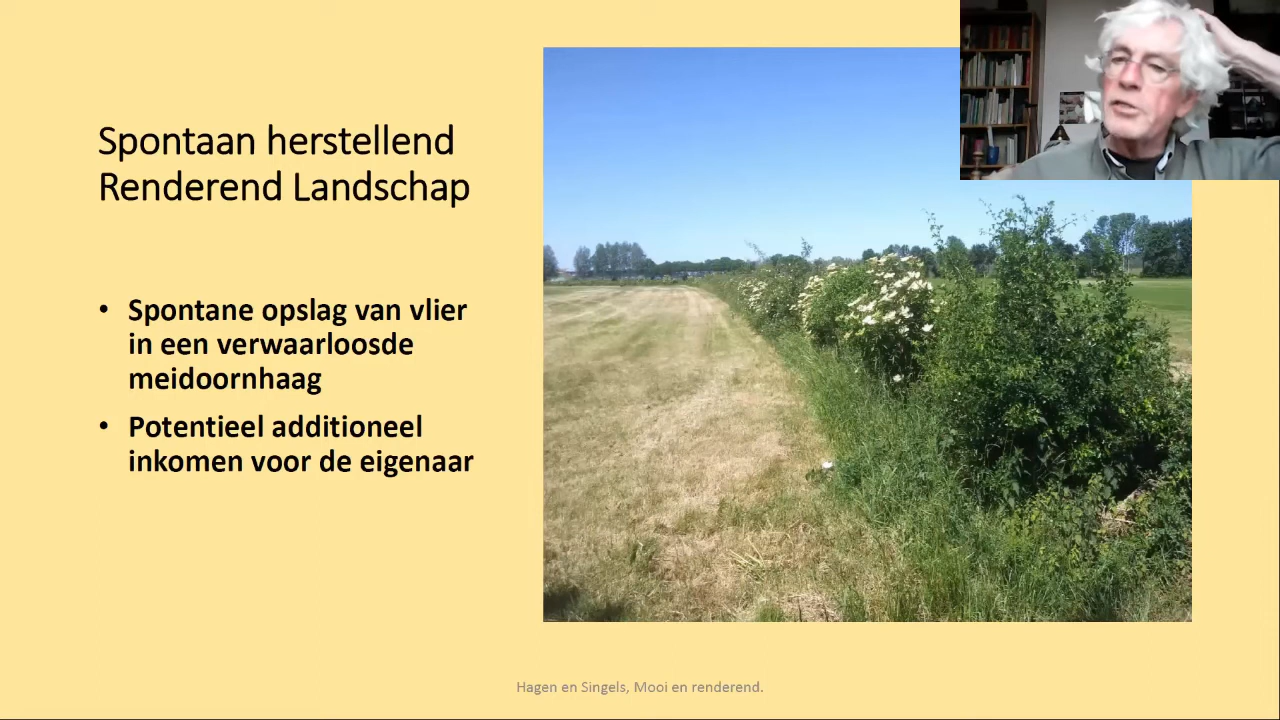 Spontaan herstellend
Renderend Landschap
• Spontane opslag van vlier
in een verwaarloosde
meidoornhaag
• Potentieel additioneel
inkomen voor de eigenaar
Hagen en Singels, Mooi en renderend.